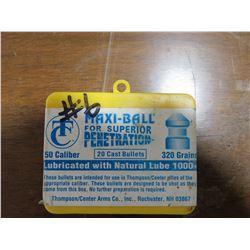 #6
MAXI-BALL
FOR SUPERIOR
PENETRATION
TC
20 Cast Bullets
50 Caliber 320 Grains
Lubricated with Natural Lube 1000+
These bullets are intended for use in Thompson/Center rifles of the
appropriate caliber. These bullets are designed to be shot as they
come from this box. No further preparation is required.
Thompson/Center Arms Co., Inc., Rochester, NH 03867